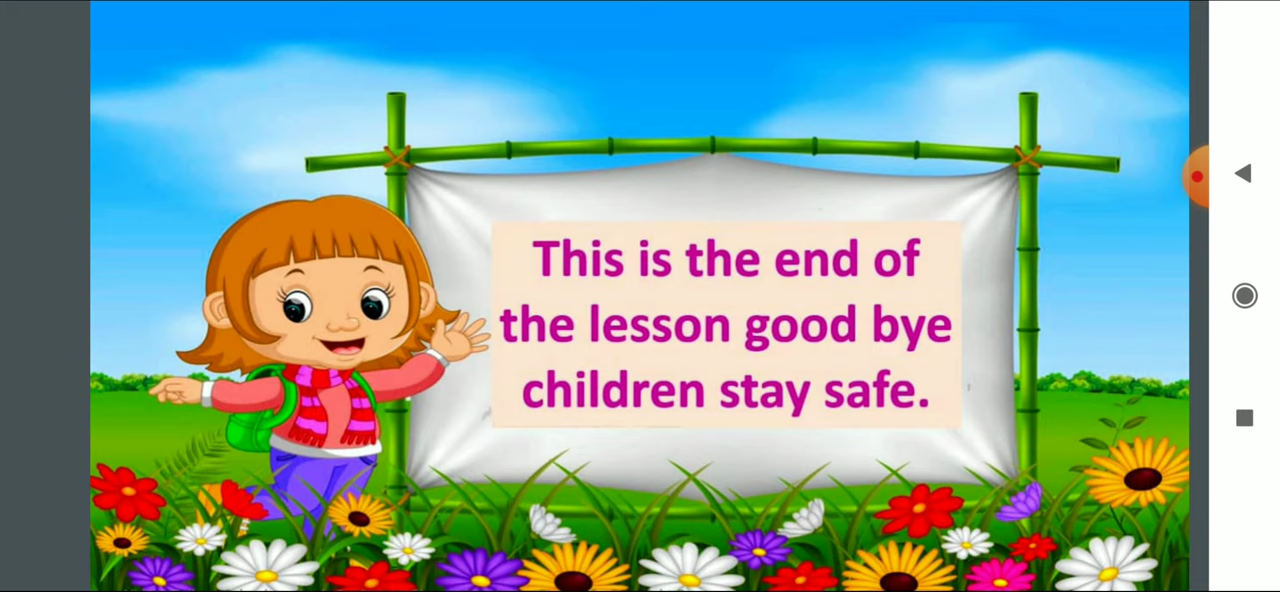 This is the end of
the lesson good bye
children stay safe.